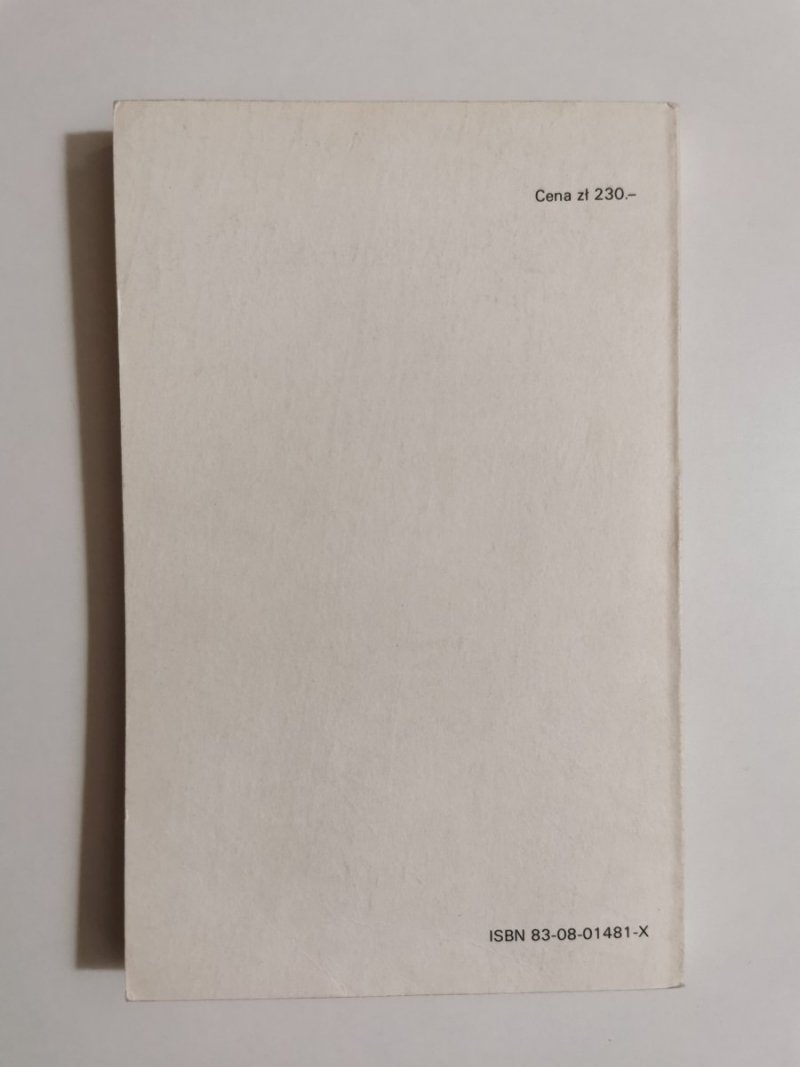 Cena zł 230.–
ISBN 83-08-01481-X